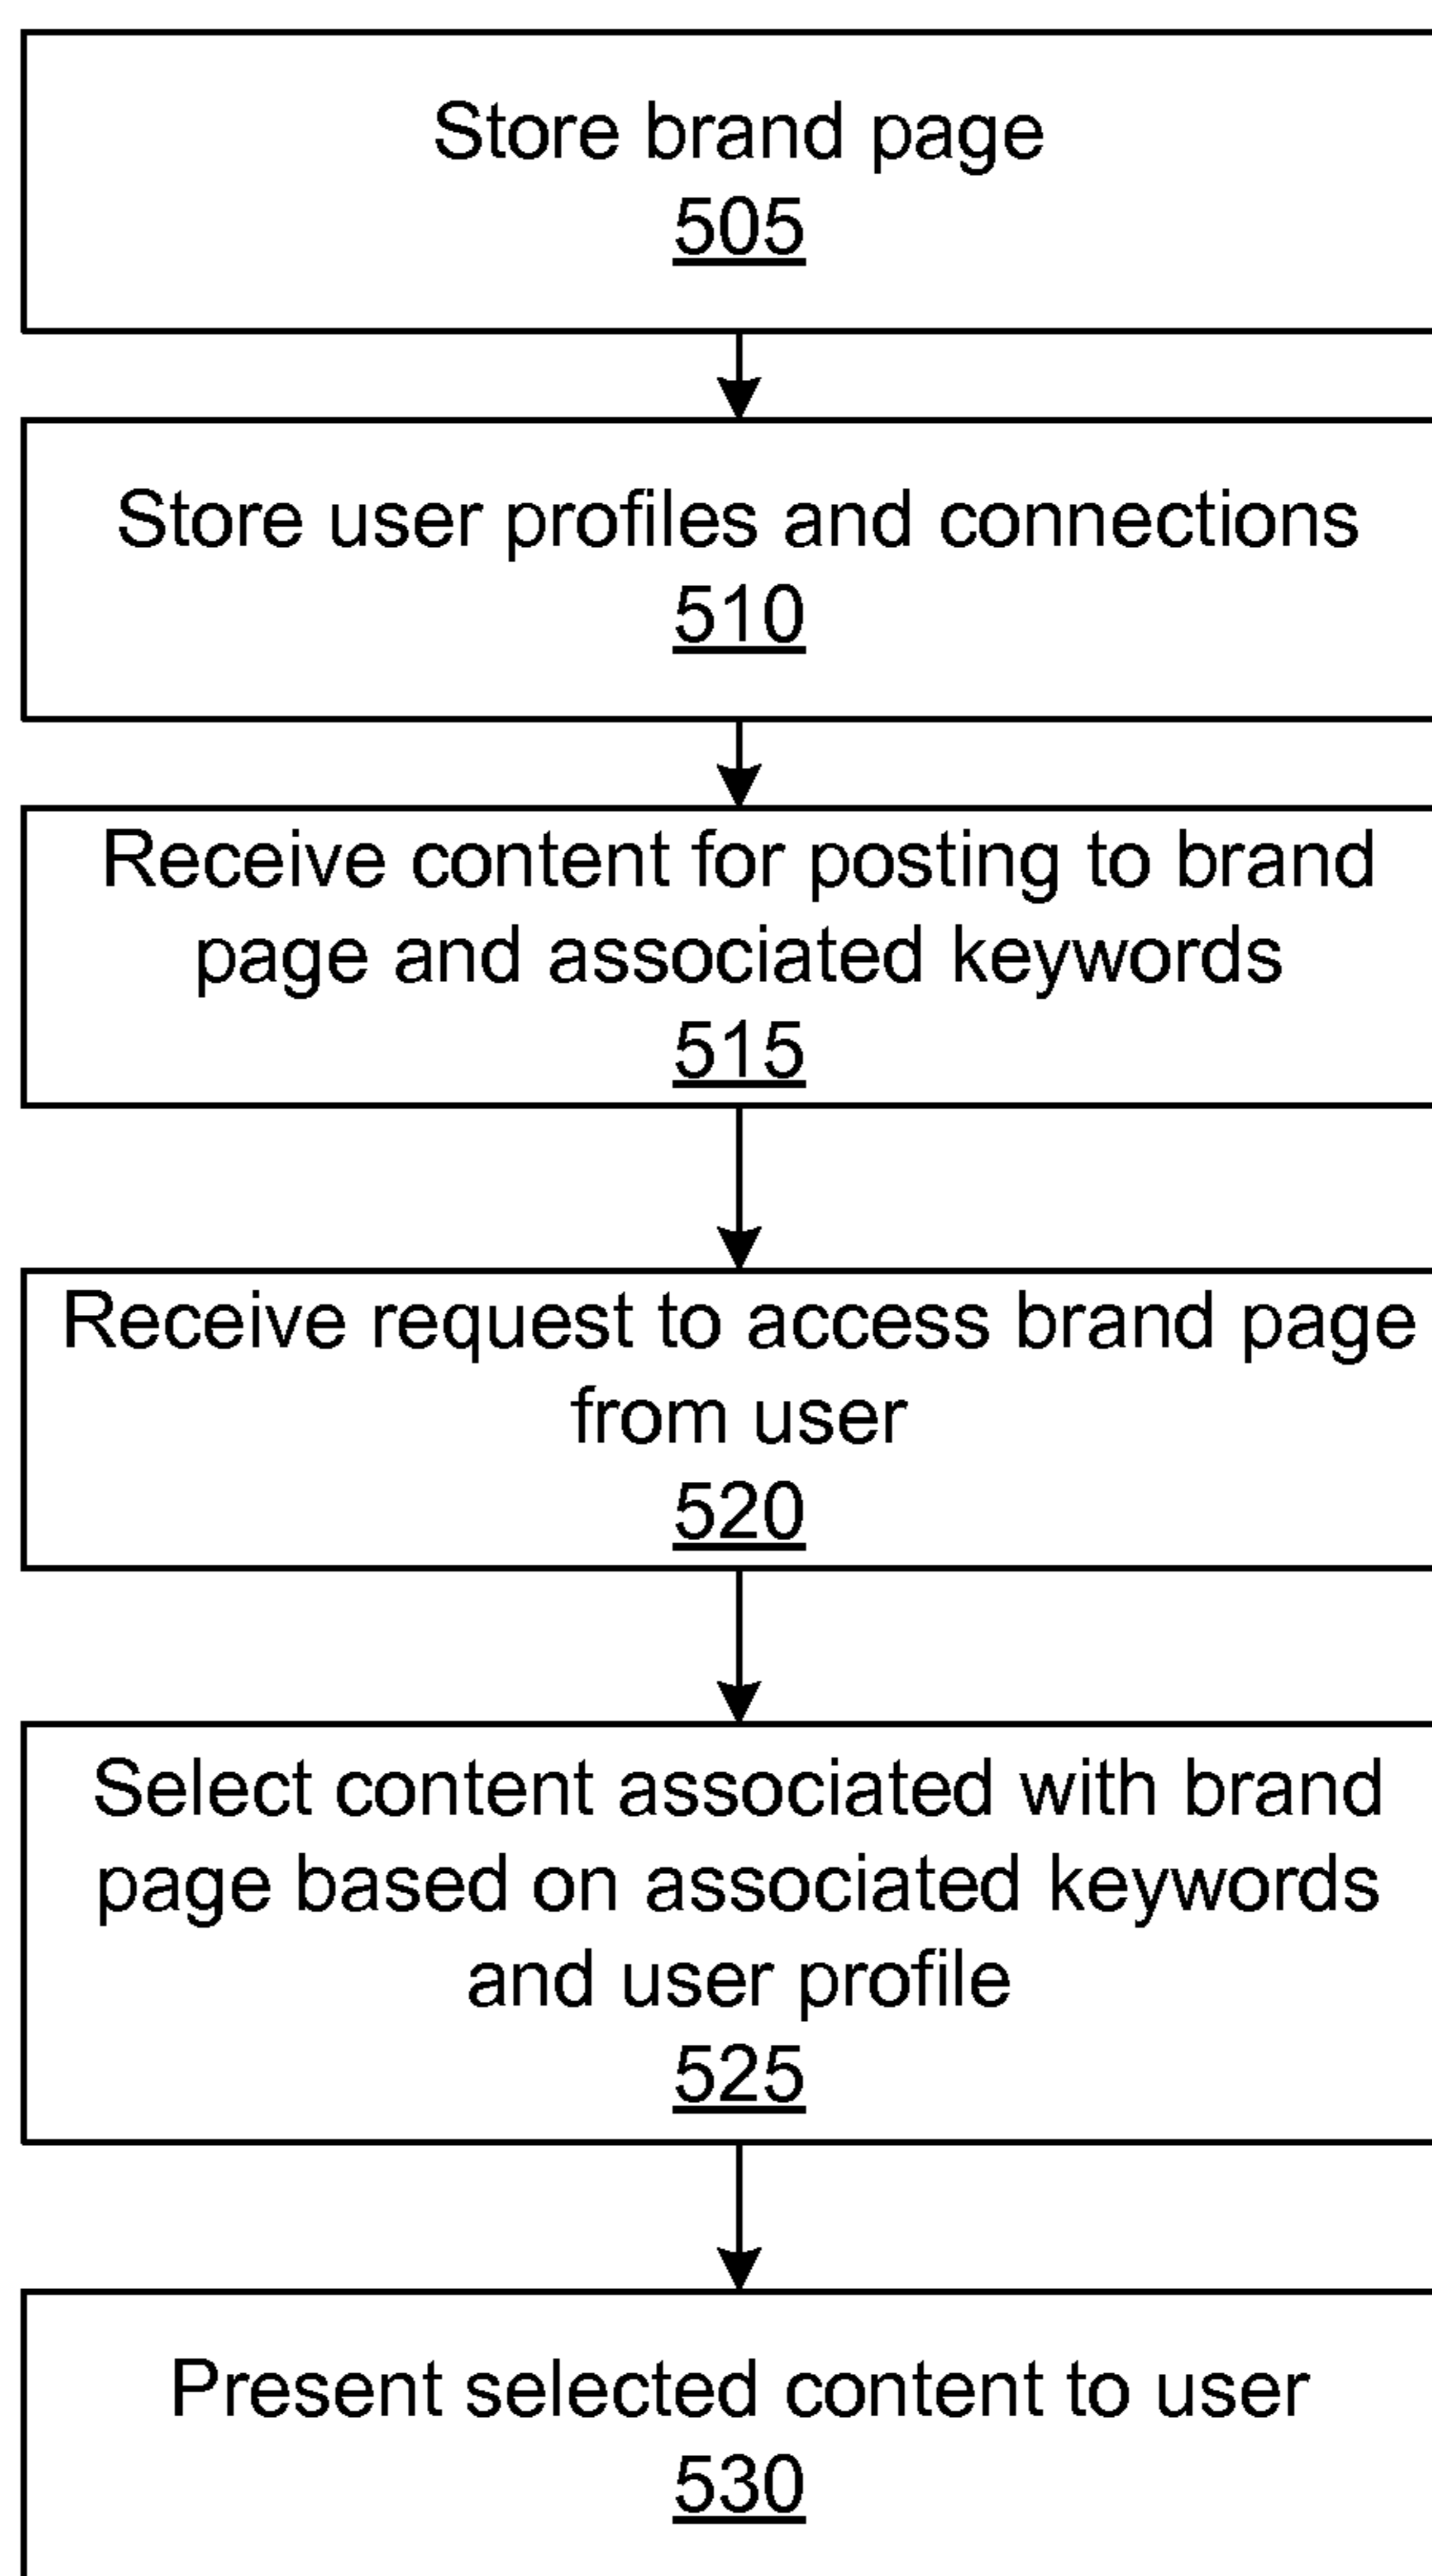 Store brand page
505
Store user profiles and connections
510
Receive content for posting to brand
page and associated keywords
515
Receive request to access brand page
from user
520
Select content associated with brand
page based on associated keywords
and user profile
525
Present selected content to user
530